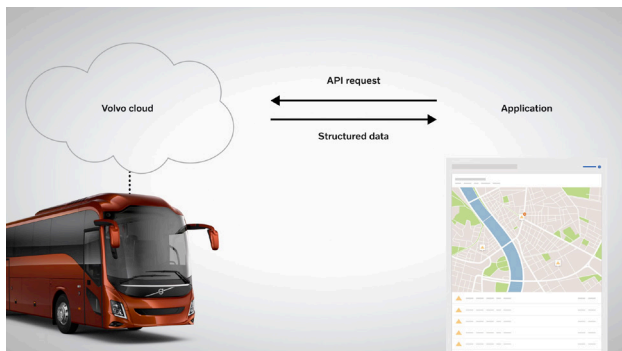 API request
Volvo cloud
Application
Structured data